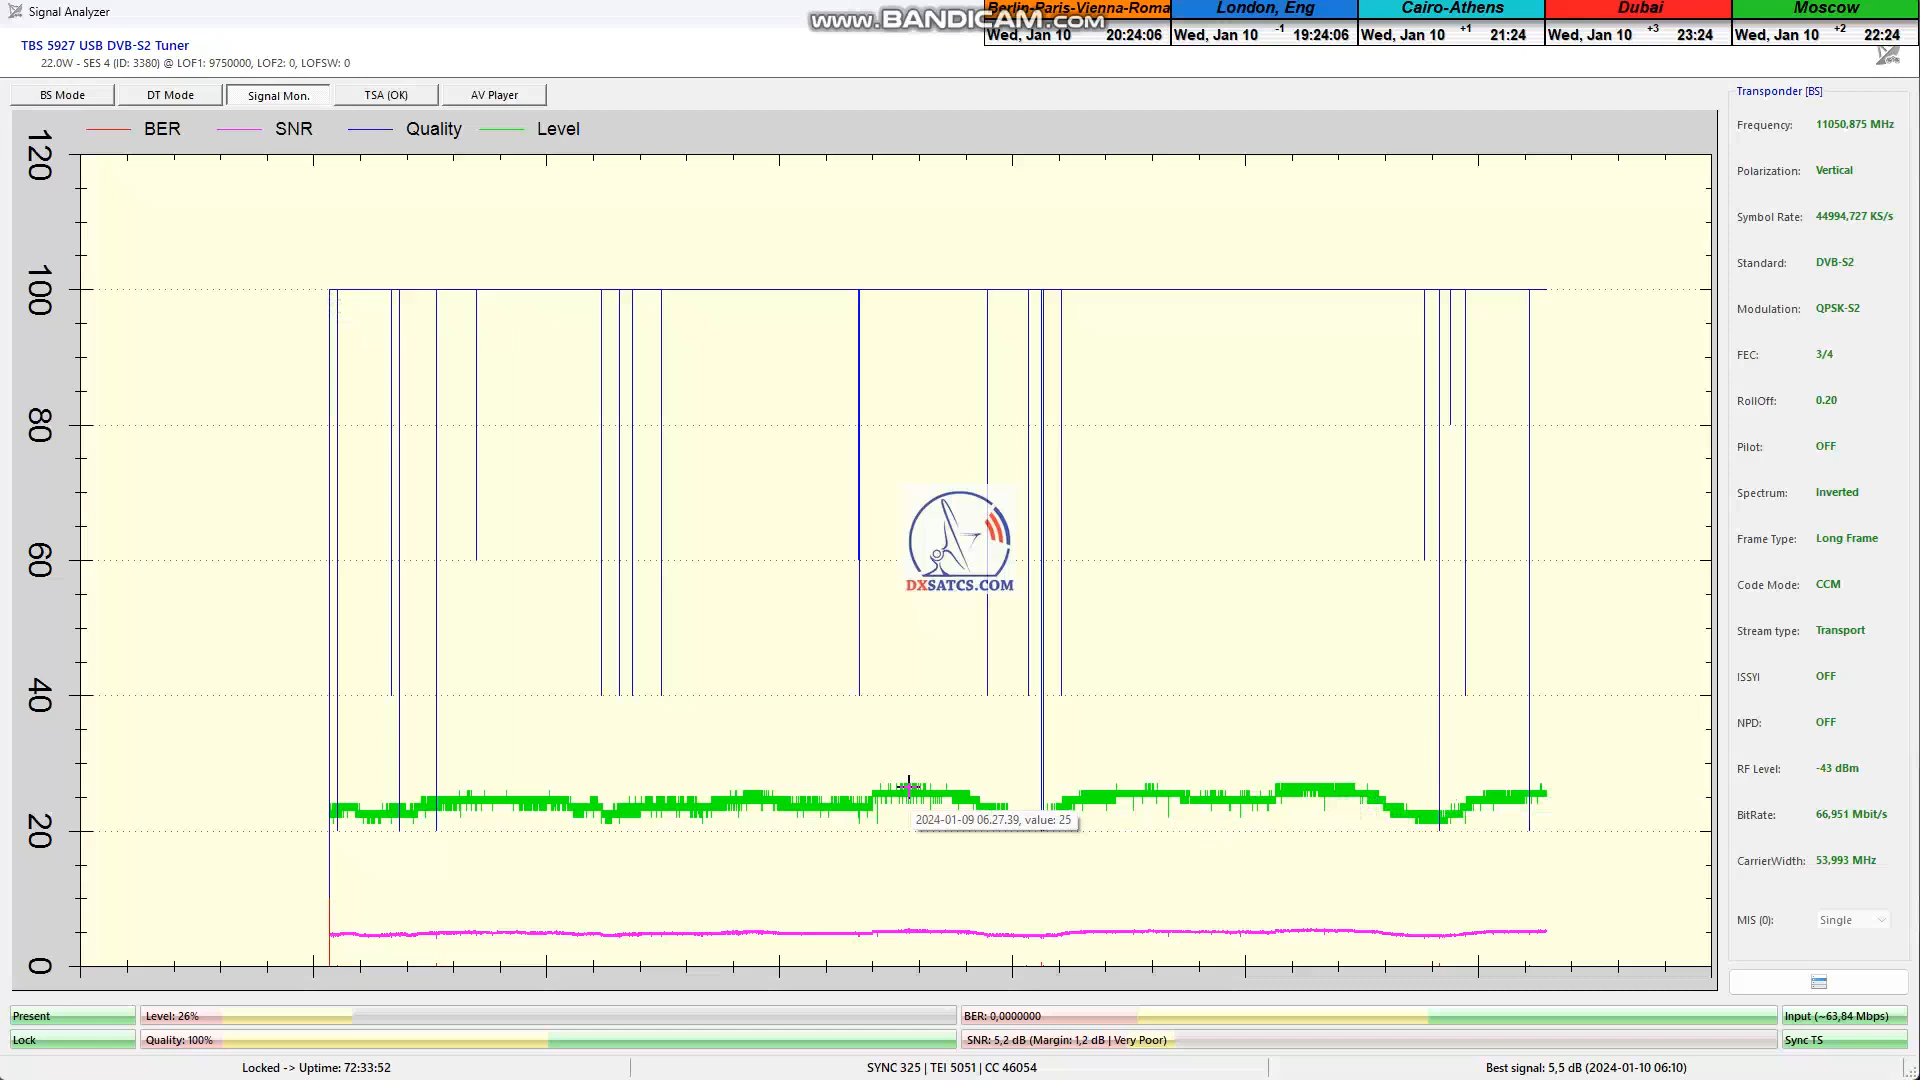 Signal Analyzer
www.BANDICAM.com
Berlin-Paris-Vienna-Roma
London, Eng
Cairo-Athens
Dubai
Moscow
Wed, Jan 10 20:24:06
Wed, Jan 10 -1 19:24:06
Wed, Jan 10 +1 21:24
Wed, Jan 10 +3 23:24
Wed, Jan 10 +2 22:24
TBS 5927 USB DVB-S2 Tuner
22.0W - SES 4 (ID: 3380) @ LOF1: 9750000, LOF2: 0, LOFSW: 0
BS Mode
DT Mode
Signal Mon.
TSA (OK)
AV Player
BER
SNR
Quality
Level
120
100
80
60
40
20
0
DXSATCS.COM
2024-01-09 06.27.39, value: 25
Transponder [BS]
Frequency: 11050,875 MHz
Polarization: Vertical
Symbol Rate: 44994,727 KS/s
Standard: DVB-S2
Modulation: QPSK-S2
FEC: 3/4
RollOff: 0.20
Pilot: OFF
Spectrum: Inverted
Frame Type: Long Frame
Code Mode: CCM
Stream type: Transport
ISSYI OFF
NPD: OFF
RF Level: -43 dBm
BitRate: 66,951 Mbit/s
CarrierWidth: 53,993 MHz
MIS (0): Single
Present
Level: 26%
BER: 0,0000000
Input (~63,84 Mbps)
Lock
Quality: 100%
SNR: 5,2 dB (Margin: 1,2 dB | Very Poor)
Sync TS
Locked -> Uptime: 72:33:52
SYNC 325 | TEI 5051 | CC 46054
Best signal: 5,5 dB (2024-01-10 06:10)